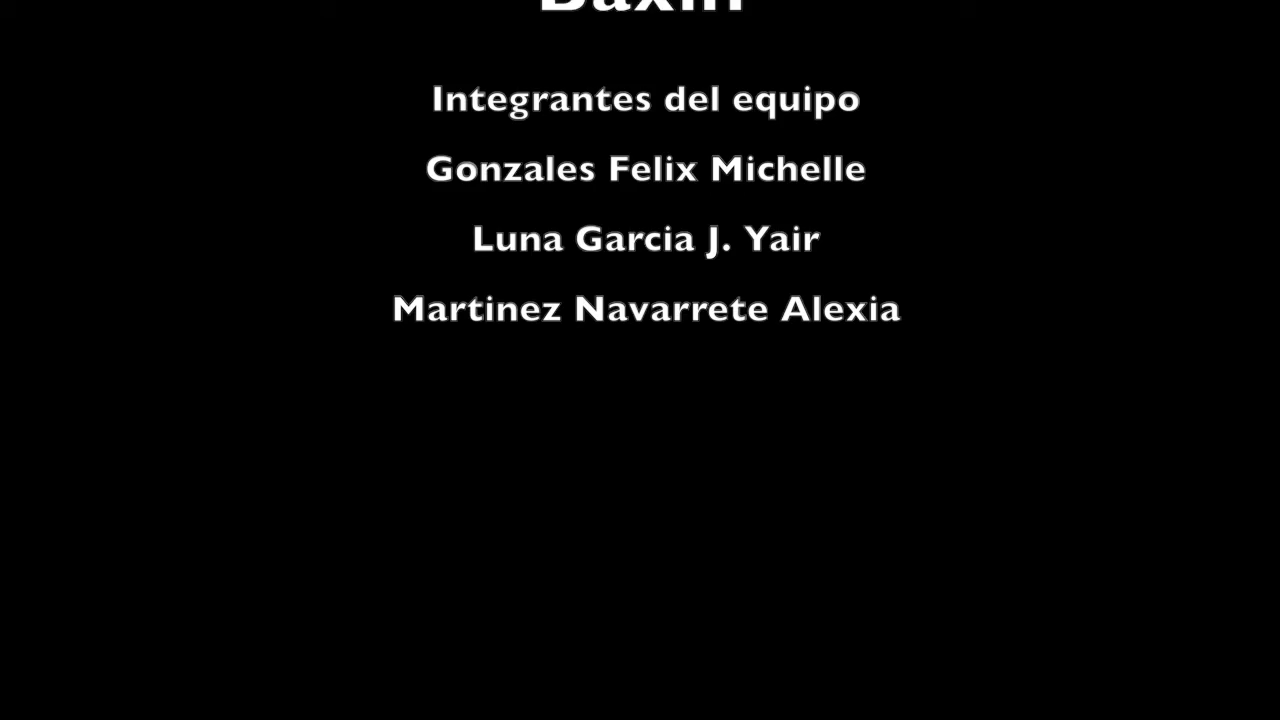 Integrantes del equipo
Gonzales Felix Michelle
Luna Garcia J. Yair
Martinez Navarrete Alexia